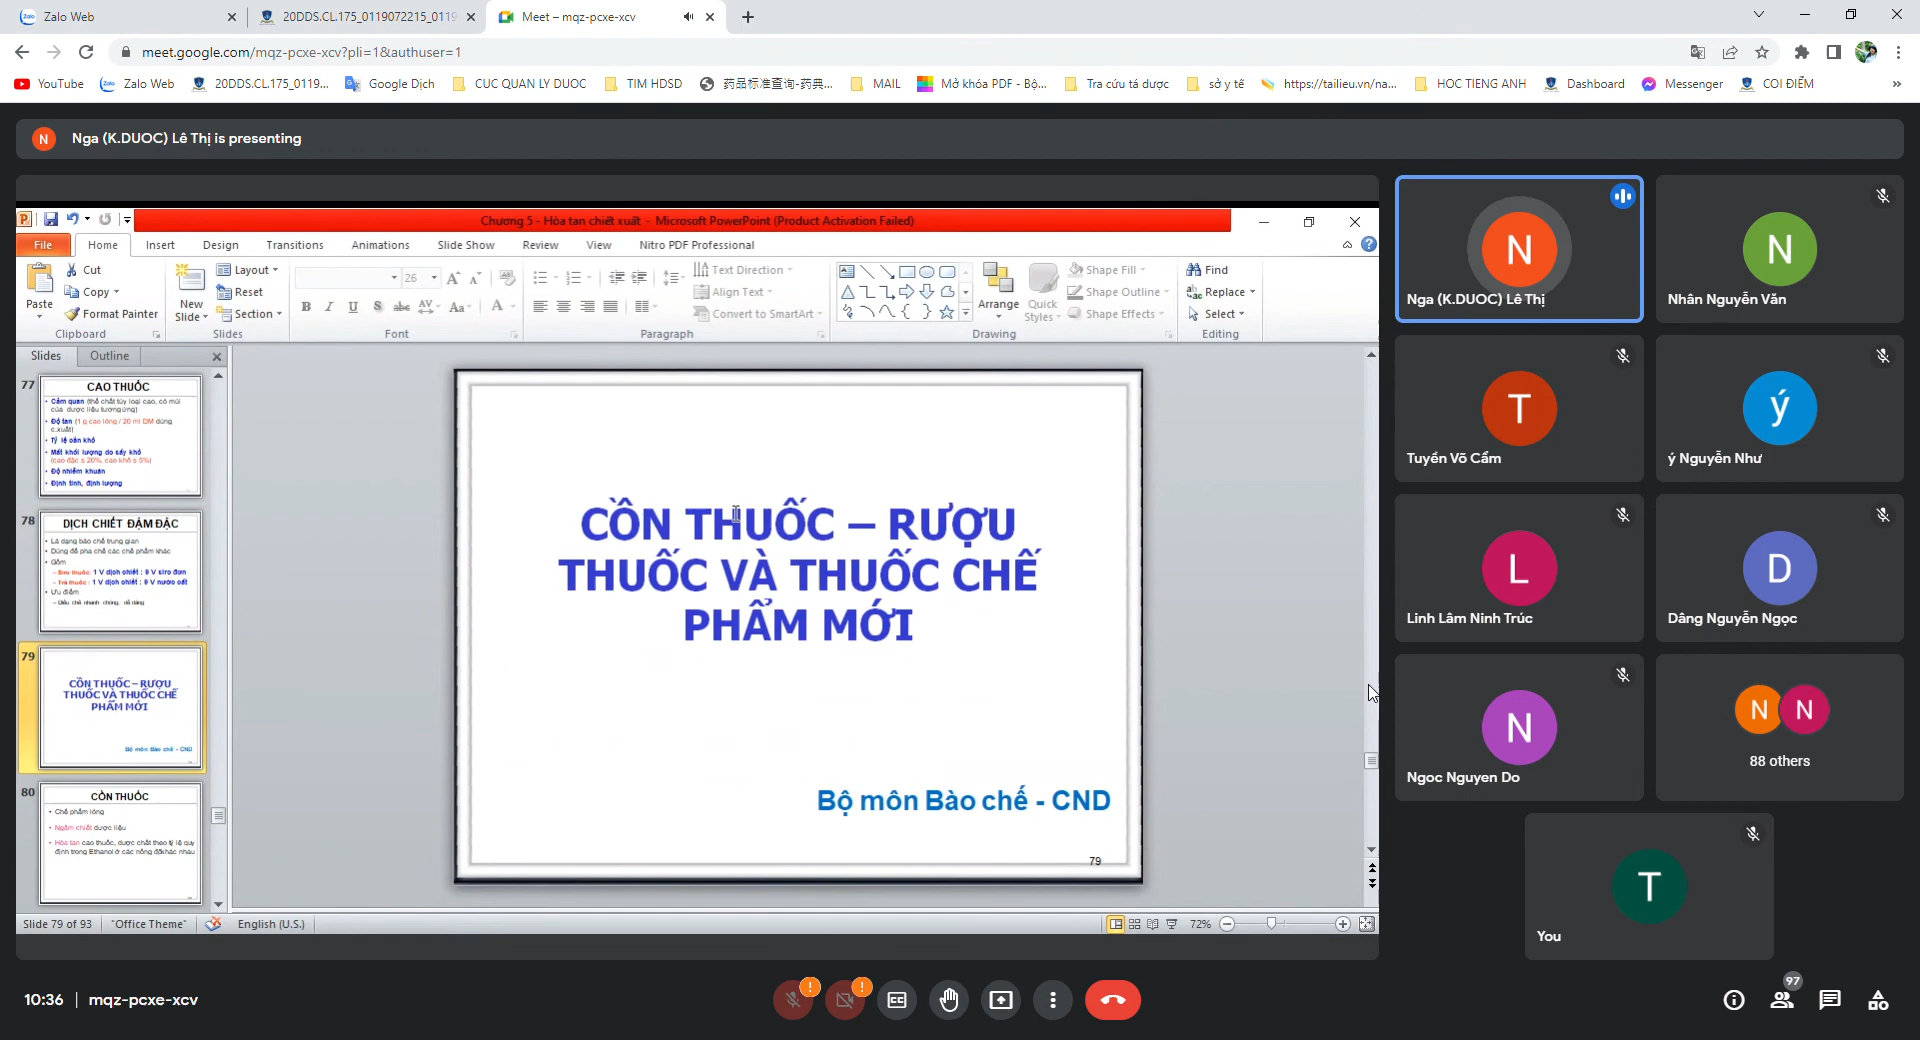 Zalo Web
20DDS.CL.175_0119072215_0119
Meet – mqz-pcxe-xcv
meet.google.com/mqz-pcxe-xcv?pli=1&authuser=1
YouTube
Zalo Web
20DDS.CL.175_0119...
Google Dịch
CUC QUAN LY DUOC
TIM HDSD
药品标准查询-药典...
MAIL
Mở khóa PDF - Bộ...
Tra cứu tá dược
sở y tế
https://tailieu.vn/na...
HOC TIENG ANH
Dashboard
Messenger
COI ĐIỂM
N
Nga (K.DUOC) Lê Thị is presenting
Chương 5 - Hòa tan chiết xuất - Microsoft PowerPoint (Product Activation Failed)
File
Home
Insert
Design
Transitions
Animations
Slide Show
Review
View
Nitro PDF Professional
Paste
Cut
Copy
Format Painter
Clipboard
New
Slide
Layout
Reset
Section
Slides
26
Font
Text Direction
Align Text
Convert to SmartArt
Paragraph
Arrange
Quick
Styles
Shape Fill
Shape Outline
Shape Effects
Drawing
Find
Replace
Select
Editing
Slides
Outline
77
CAO THUỐC
• Cảm quan (thể chất tùy loại cao, có mùi
của dược liệu tương ứng)
• Độ tan (1 g cao lỏng / 20 ml DM dùng
c.xuất)
• Tỷ lệ cắn khô
• Mất khối lượng do sấy khô
(cao đặc ≤ 20%, cao khô ≤ 5%)
• Độ nhiễm khuẩn
• Định tính, định lượng
78
DỊCH CHIẾT ĐẬM ĐẶC
• Là dạng bào chế trung gian
• Dùng để pha chế các chế phẩm khác
• Gồm
– Siro thuốc: 1 V dịch chiết : 9 V siro đơn
– Trà thuốc : 1 V dịch chiết : 9 V nước cất
• Ưu điểm
– Điều chế nhanh chóng, dễ dàng
79
CỒN THUỐC – RƯỢU
THUỐC VÀ THUỐC CHẾ
PHẨM MỚI
Bộ môn Bào chế - CND
80
CỒN THUỐC
• Chế phẩm lỏng
• Ngâm chiết dược liệu
• Hòa tan cao thuốc, dược chất theo tỷ lệ quy
định trong Ethanol ở các nồng độ khác nhau
CỒN THUỐC – RƯỢU
THUỐC VÀ THUỐC CHẾ
PHẨM MỚI
Bộ môn Bào chế - CND
79
Slide 79 of 93
"Office Theme"
English (U.S.)
72%
N
Nga (K.DUOC) Lê Thị
N
Nhân Nguyễn Văn
T
Tuyền Võ Cẩm
ý
ý Nguyễn Như
L
Linh Lâm Ninh Trúc
D
Dâng Nguyễn Ngọc
N
Ngoc Nguyen Do
N
N
88 others
T
You
10:36 | mqz-pcxe-xcv
97